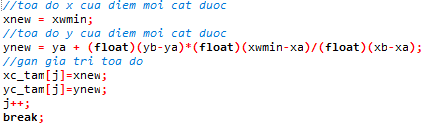 //toa do x cua diem moi cat duoc
xnew = xwmin;
//toa do y cua diem moi cat duoc
ynew = ya + (float)(yb-ya)*(float)(xwmin-xa)/(float)(xb-xa);
//gan gia tri toa do
xc_tam[j]=xnew;
yc_tam[j]=ynew;
j++;
break;